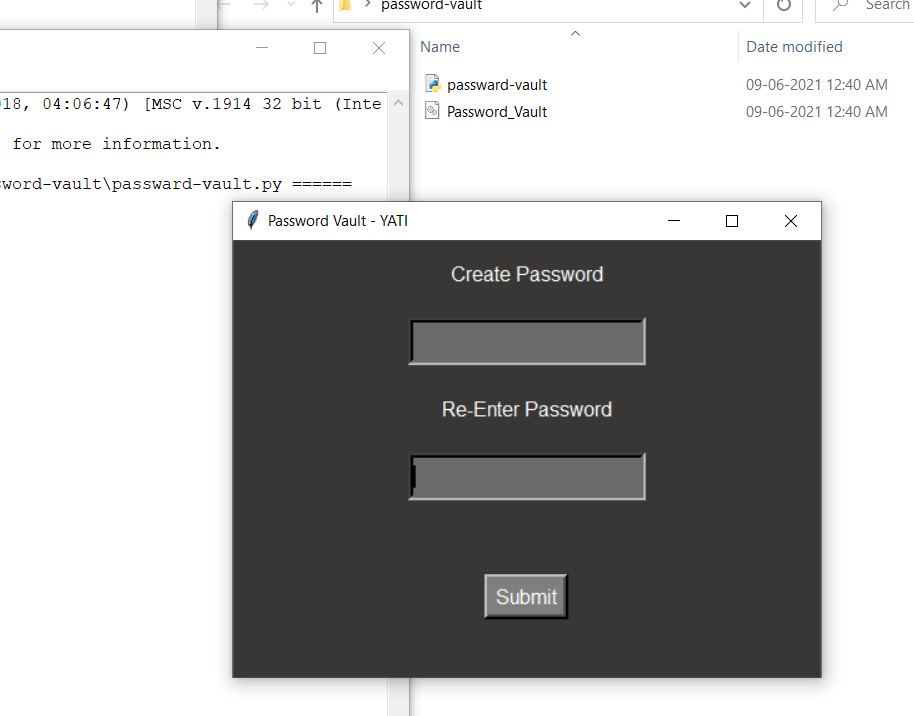 password-vault
Search
Name
Date modified
passward-vault
09-06-2021 12:40 AM
Password_Vault
09-06-2021 12:40 AM
018, 04:06:47) [MSC v.1914 32 bit (Inte
for more information.
sword-vault\passward-vault.py ======
Password Vault - YATI
Create Password
Re-Enter Password
Submit